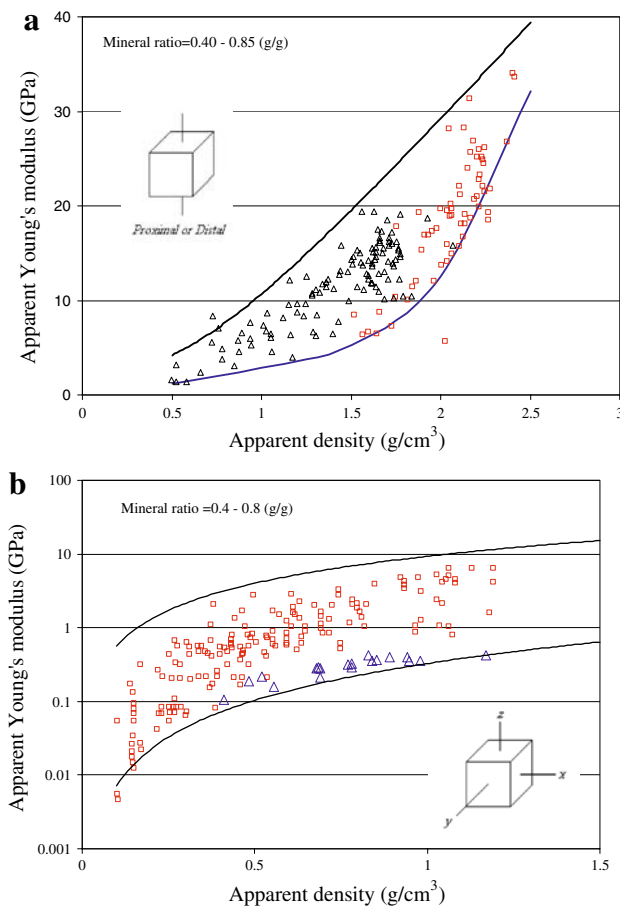 a
Mineral ratio=0.40 - 0.85 (g/g)
Proximal or Distal
Apparent Young's modulus (GPa)
40
30
20
10
0
0 0.5 1 1.5 2 2.5 3
Apparent density (g/cm³)
b
Mineral ratio =0.4 - 0.8 (g/g)
Apparent Young's modulus (GPa)
100
10
1
0.1
0.01
0.001
z
x
y
0 0.5 1 1.5
Apparent density (g/cm³)